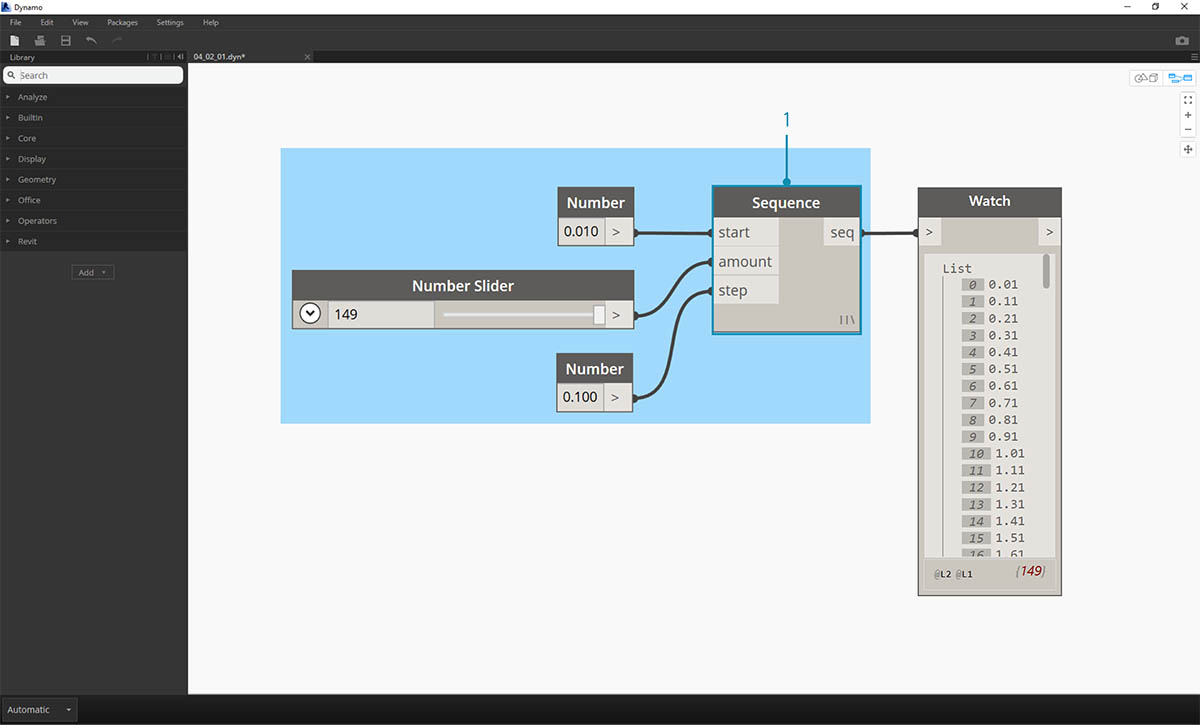 Dynamo
File Edit View Packages Settings Help
Library
04_02_01.dyn*
Search
Analyze
BuiltIn
Core
Display
Geometry
Office
Operators
Revit
Add
1
Number
0.010 >
Number Slider
149 >
Number
0.100 >
Sequence
start seq
amount
step
Watch
> >
List
0 0.01
1 0.11
2 0.21
3 0.31
4 0.41
5 0.51
6 0.61
7 0.71
8 0.81
9 0.91
10 1.01
11 1.11
12 1.21
13 1.31
14 1.41
15 1.51
16 1.61
@L2 @L1 {149}
Automatic